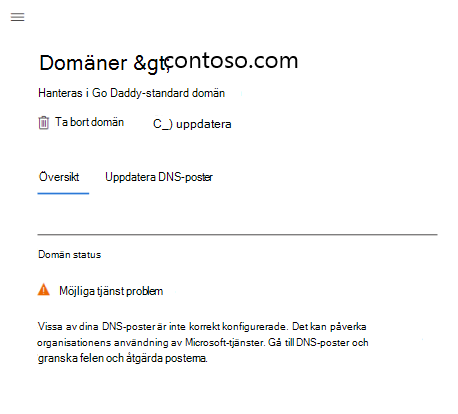 Domäner &gt;contoso.com
Hanteras i Go Daddy-standard domän
Ta bort domän C_) uppdatera
Översikt Uppdatera DNS-poster
Domän status
Möjliga tjänst problem
Vissa av dina DNS-poster är inte korrekt konfigurerade. Det kan påverka
organisationens användning av Microsoft-tjänster. Gå till DNS-poster och
granska felen och åtgärda posterna.